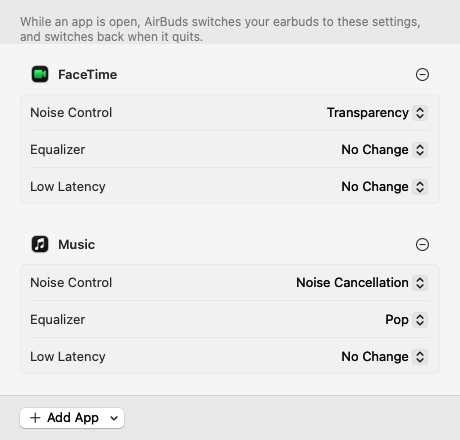 While an app is open, AirBuds switches your earbuds to these settings,
and switches back when it quits.
FaceTime
Noise Control Transparency
Equalizer No Change
Low Latency No Change
Music
Noise Control Noise Cancellation
Equalizer Pop
Low Latency No Change
+ Add App